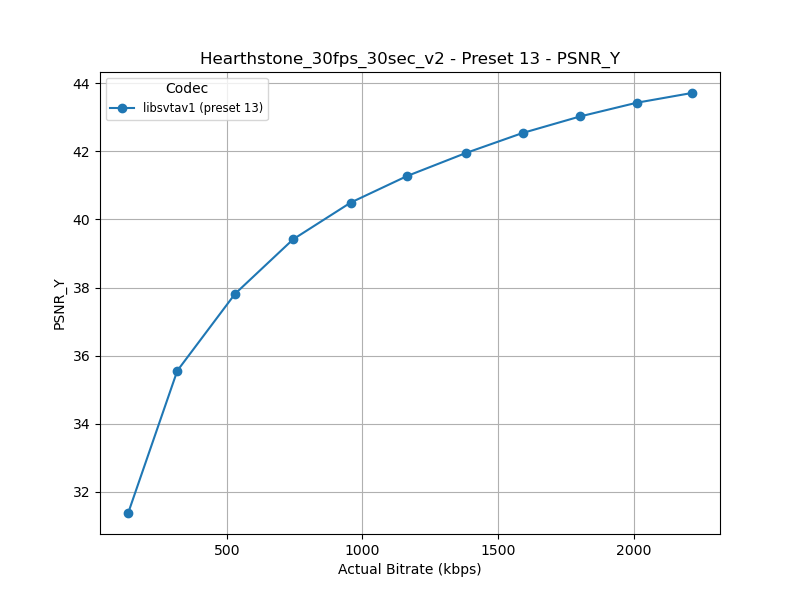 Hearthstone_30fps_30sec_v2 - Preset 13 - PSNR_Y
Codec
libsvtav1 (preset 13)
PSNR_Y
44
42
40
38
36
34
32
500
1000
1500
2000
Actual Bitrate (kbps)